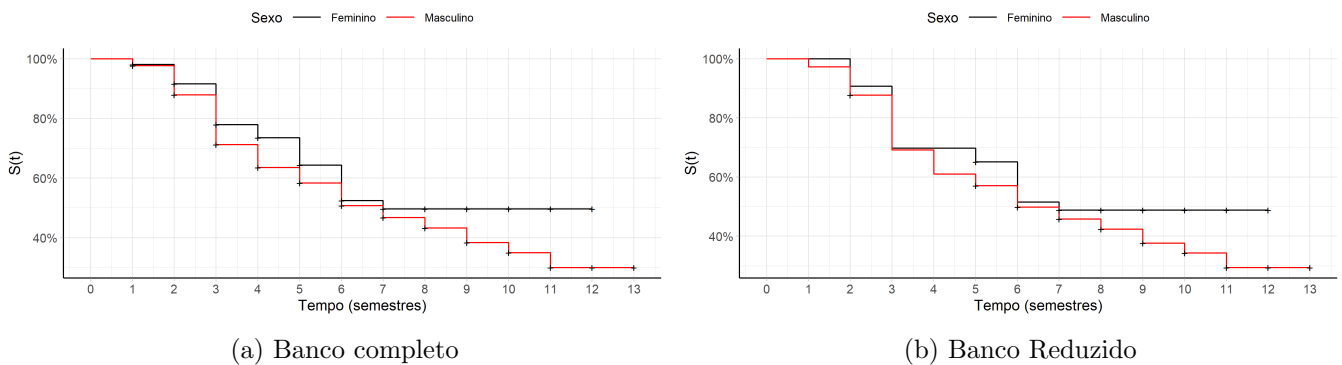 Sexo Feminino Masculino
100%
80%
60%
40%
S(t)
0 1 2 3 4 5 6 7 8 9 10 11 12 13
Tempo (semestres)
(a) Banco completo
Sexo Feminino Masculino
100%
80%
60%
40%
S(t)
0 1 2 3 4 5 6 7 8 9 10 11 12 13
Tempo (semestres)
(b) Banco Reduzido